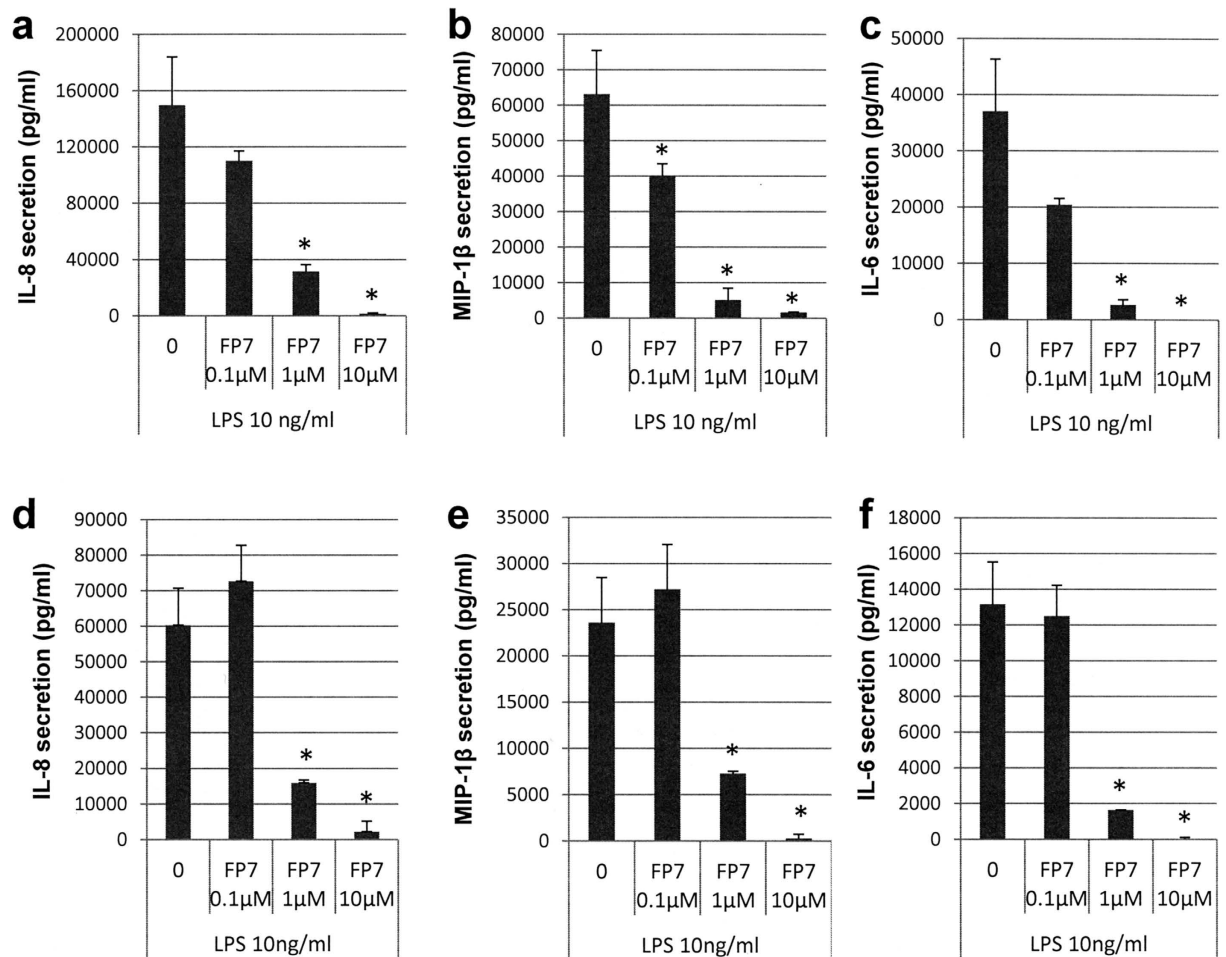 a
IL-8 secretion (pg/ml)
200000
160000
120000
80000
40000
0
*
*
0 FP7 FP7 FP7
0.1µM 1µM 10µM
LPS 10 ng/ml
b
MIP-1β secretion (pg/ml)
80000
70000
60000
50000
40000
30000
20000
10000
0
*
*
*
0 FP7 FP7 FP7
0.1µM 1µM 10µM
LPS 10 ng/ml
c
IL-6 secretion (pg/ml)
50000
40000
30000
20000
10000
0
*
*
0 FP7 FP7 FP7
0.1µM 1µM 10µM
LPS 10 ng/ml
d
IL-8 secretion (pg/ml)
90000
80000
70000
60000
50000
40000
30000
20000
10000
0
*
*
0 FP7 FP7 FP7
0.1µM 1µM 10µM
LPS 10ng/ml
e
MIP-1β secretion (pg/ml)
35000
30000
25000
20000
15000
10000
5000
0
*
*
0 FP7 FP7 FP7
0.1µM 1µM 10µM
LPS 10ng/ml
f
IL-6 secretion (pg/ml)
18000
16000
14000
12000
10000
8000
6000
4000
2000
0
*
*
0 FP7 FP7 FP7
0.1µM 1µM 10µM
LPS 10ng/ml